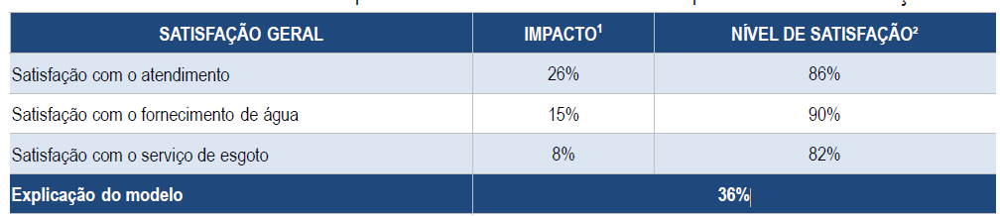 SATISFAÇÃO GERAL IMPACTO¹ NÍVEL DE SATISFAÇÃO²
Satisfação com o atendimento 26% 86%
Satisfação com o fornecimento de água 15% 90%
Satisfação com o serviço de esgoto 8% 82%
Explicação do modelo 36%